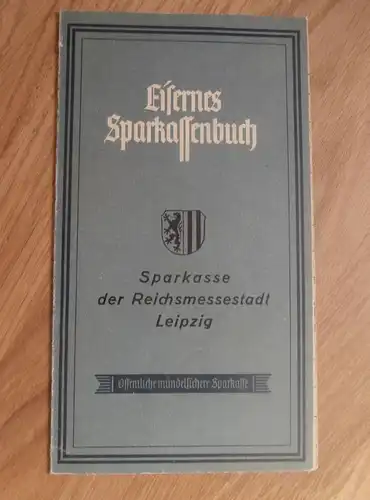 Eisernes
Sparkassenbuch
Sparkasse
der Reichsmessestadt
Leipzig
Öffentliche mündelsichere Sparkasse